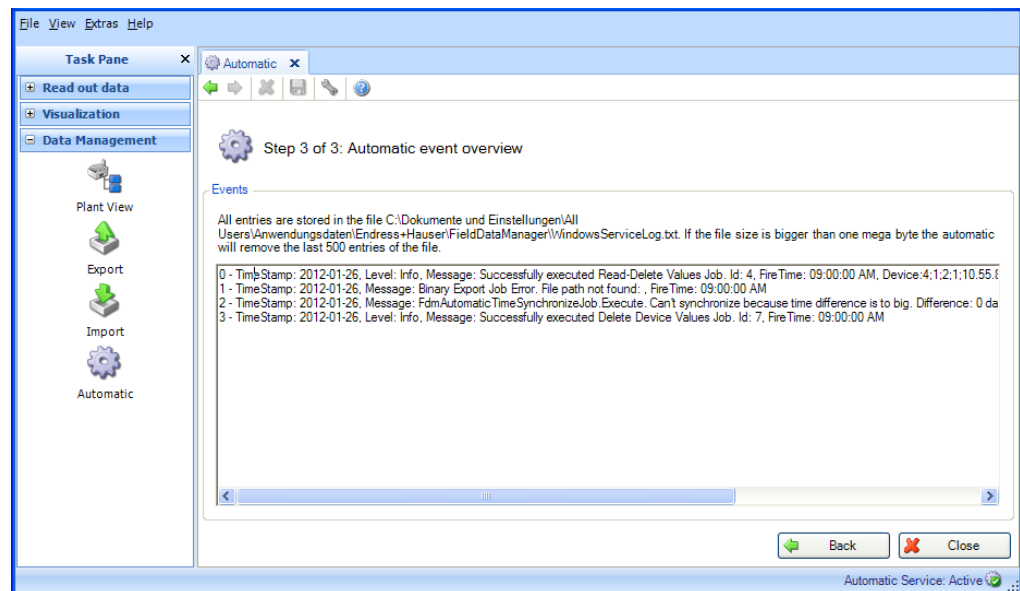 File View Extras Help
Task Pane
Automatic
Read out data
Visualization
Data Management
Plant View
Export
Import
Automatic
Step 3 of 3: Automatic event overview
Events
All entries are stored in the file C:\Dokumente und Einstellungen\All
Users\Anwendungsdaten\Endress+Hauser\FieldDataManager\WindowsServiceLog.txt. If the file size is bigger than one mega byte the automatic
will remove the last 500 entries of the file.
0 - TimeStamp: 2012-01-26, Level: Info, Message: Successfully executed Read-Delete Values Job. Id: 4, FireTime: 09:00:00 AM, Device:4;1;2;1;10.55.8
1 - TimeStamp: 2012-01-26, Message: Binary Export Job Error. File path not found: , FireTime: 09:00:00 AM
2 - TimeStamp: 2012-01-26, Message: FdmAutomaticTimeSynchronizeJob.Execute. Can't synchronize because time difference is to big. Difference: 0 da
3 - TimeStamp: 2012-01-26, Level: Info, Message: Successfully executed Delete Device Values Job. Id: 7, FireTime: 09:00:00 AM
Back
Close
Automatic Service: Active